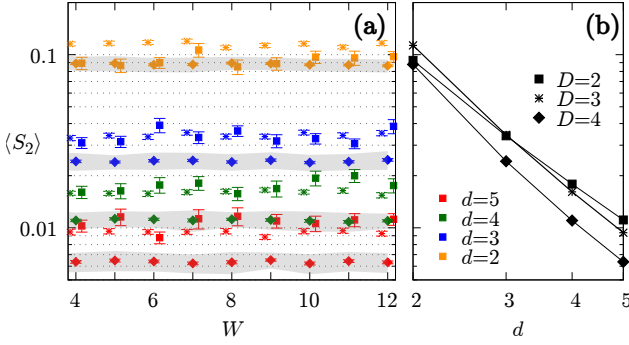 (a)
(b)
0.1
0.01
⟨S₂⟩
d=5
d=4
d=3
d=2
D=2
D=3
D=4
4 6 8 10 12
2 3 4 5
W
d